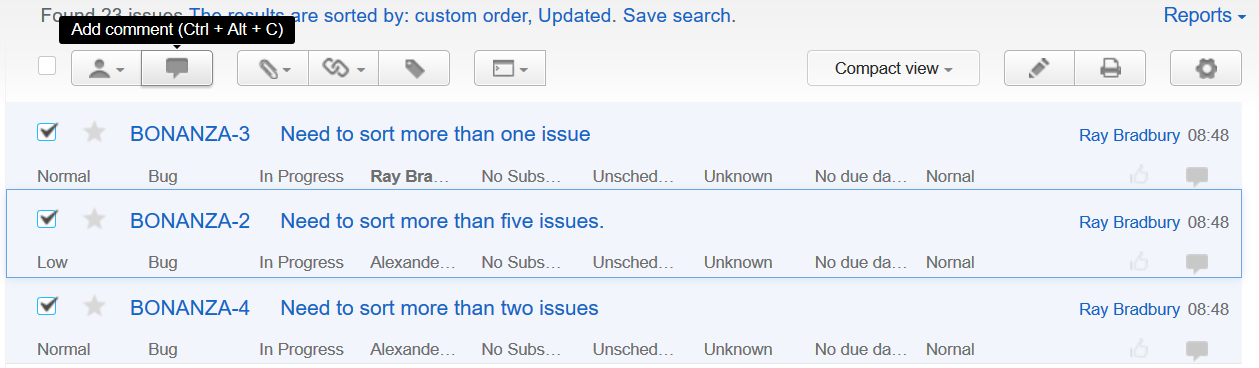 Found 23 issues. The results are sorted by: custom order, Updated. Save search.
Reports
Add comment (Ctrl + Alt + C)
Compact view
BONANZA-3 Need to sort more than one issue Ray Bradbury 08:48
Normal Bug In Progress Ray Bra… No Subs… Unsched… Unknown No due da… Nornal
BONANZA-2 Need to sort more than five issues. Ray Bradbury 08:48
Low Bug In Progress Alexande… No Subs… Unsched… Unknown No due da… Nornal
BONANZA-4 Need to sort more than two issues Ray Bradbury 08:48
Normal Bug In Progress Alexande… No Subs… Unsched… Unknown No due da… Nornal